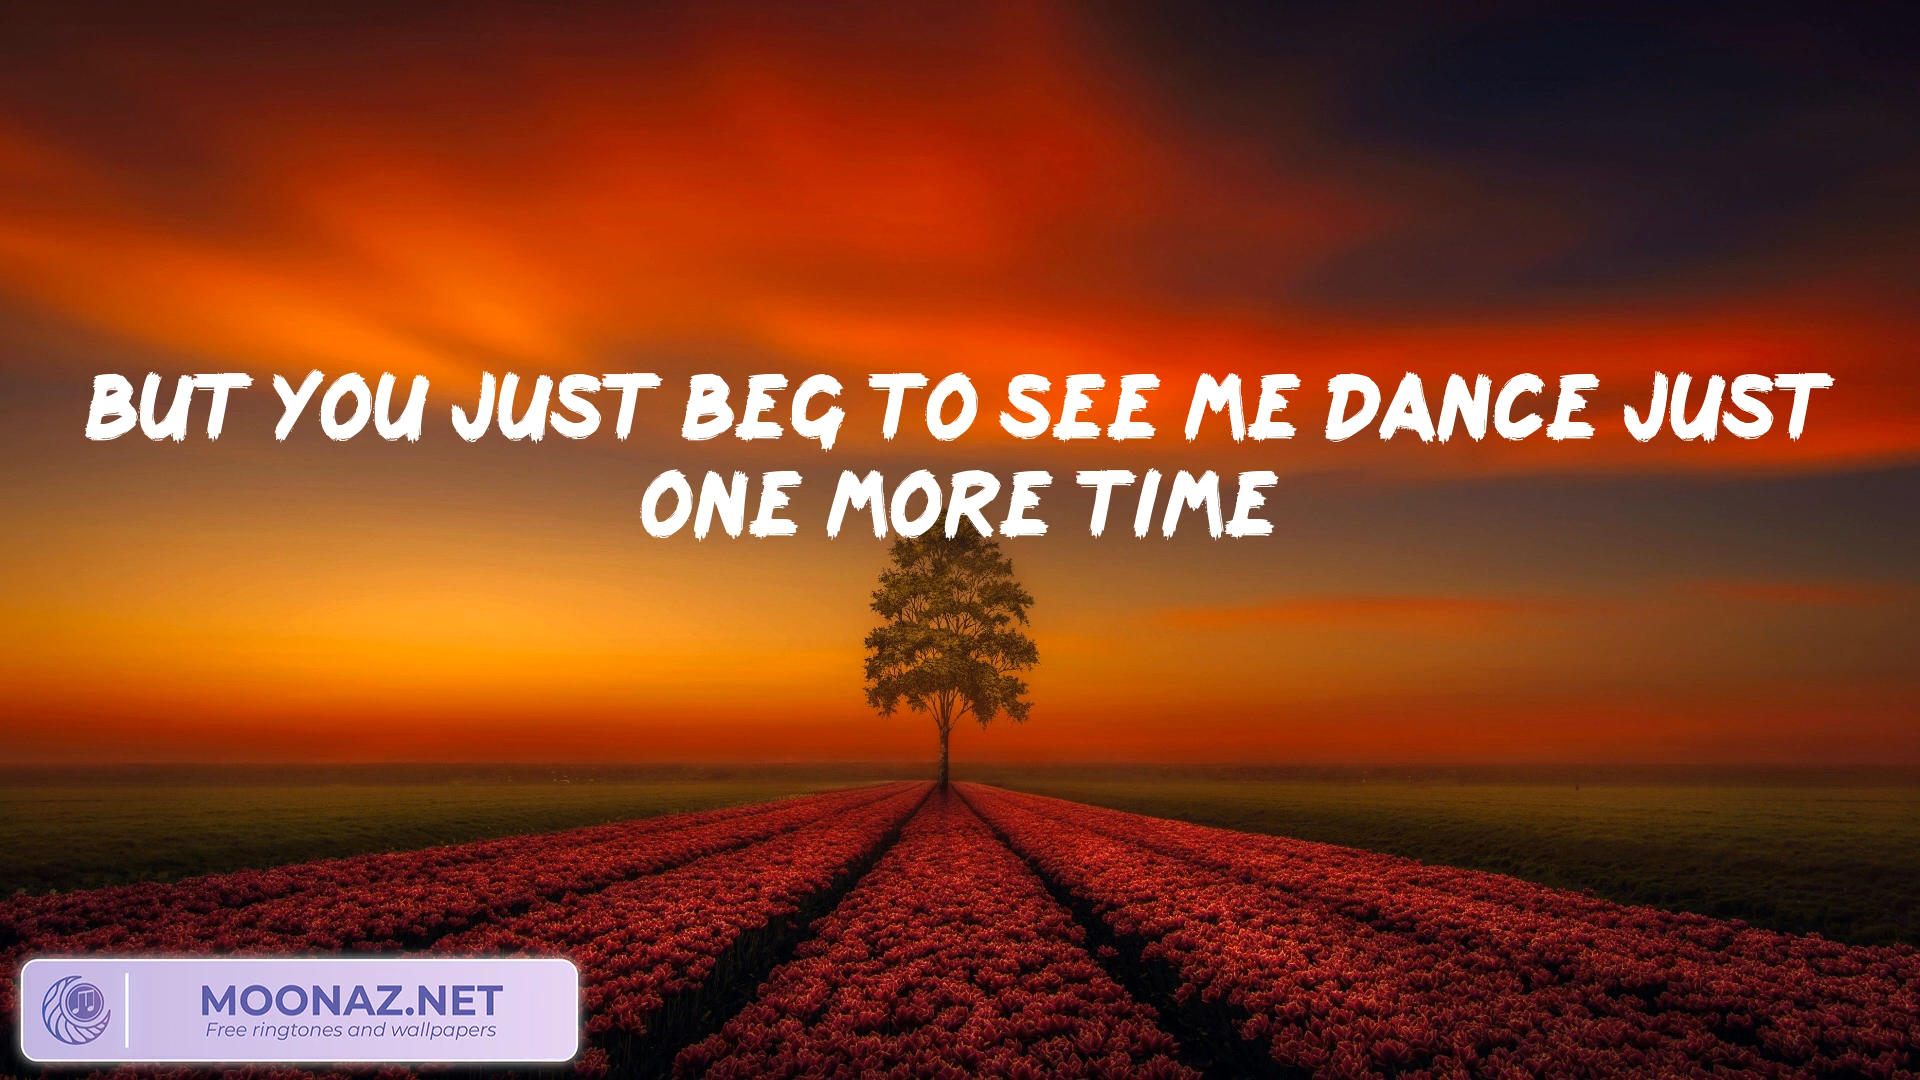 BUT YOU JUST BEG TO SEE ME DANCE JUST
ONE MORE TIME
MOONAZ.NET
Free ringtones and wallpapers